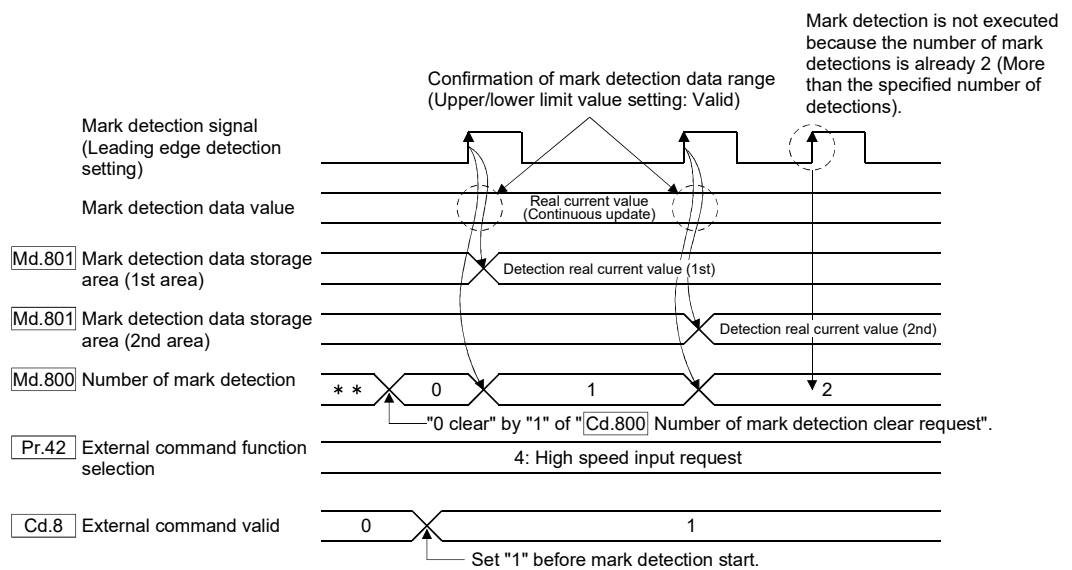 Mark detection is not executed
because the number of mark
detections is already 2 (More
than the specified number of
detections).
Confirmation of mark detection data range
(Upper/lower limit value setting: Valid)
Mark detection signal
(Leading edge detection
setting)
Mark detection data value
Real current value
(Continuous update)
Md.801 Mark detection data storage
area (1st area)
Detection real current value (1st)
Md.801 Mark detection data storage
area (2nd area)
Detection real current value (2nd)
Md.800 Number of mark detection
* * 0 1 2
"0 clear" by "1" of "Cd.800 Number of mark detection clear request".
Pr.42 External command function
selection
4: High speed input request
Cd.8 External command valid
0 1
Set "1" before mark detection start.